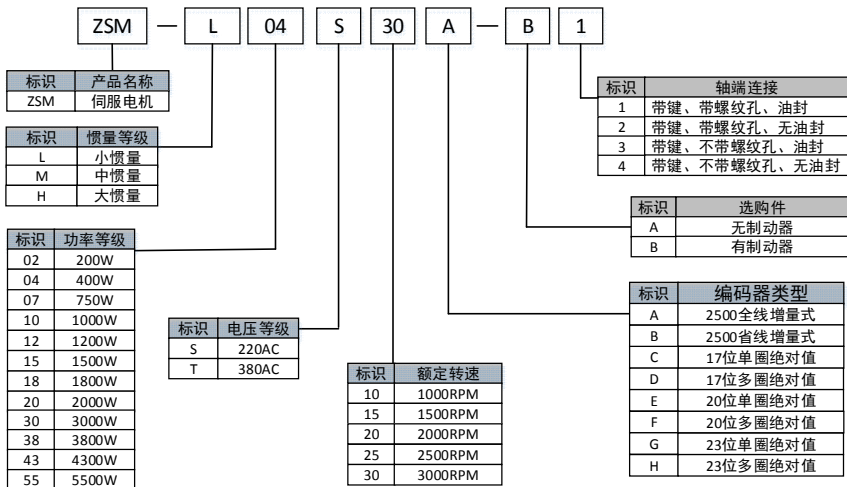 ZSM — L 04 S 30 A — B 1
标识 产品名称
ZSM 伺服电机
标识 惯量等级
L 小惯量
M 中惯量
H 大惯量
标识 功率等级
02 200W
04 400W
07 750W
10 1000W
12 1200W
15 1500W
18 1800W
20 2000W
30 3000W
38 3800W
43 4300W
55 5500W
标识 电压等级
S 220AC
T 380AC
标识 额定转速
10 1000RPM
15 1500RPM
20 2000RPM
25 2500RPM
30 3000RPM
标识 轴端连接
1 带键、带螺纹孔、油封
2 带键、带螺纹孔、无油封
3 带键、不带螺纹孔、油封
4 带键、不带螺纹孔、无油封
标识 选购件
A 无制动器
B 有制动器
标识 编码器类型
A 2500全线增量式
B 2500省线增量式
C 17位单圈绝对值
D 17位多圈绝对值
E 20位单圈绝对值
F 20位多圈绝对值
G 23位单圈绝对值
H 23位多圈绝对值